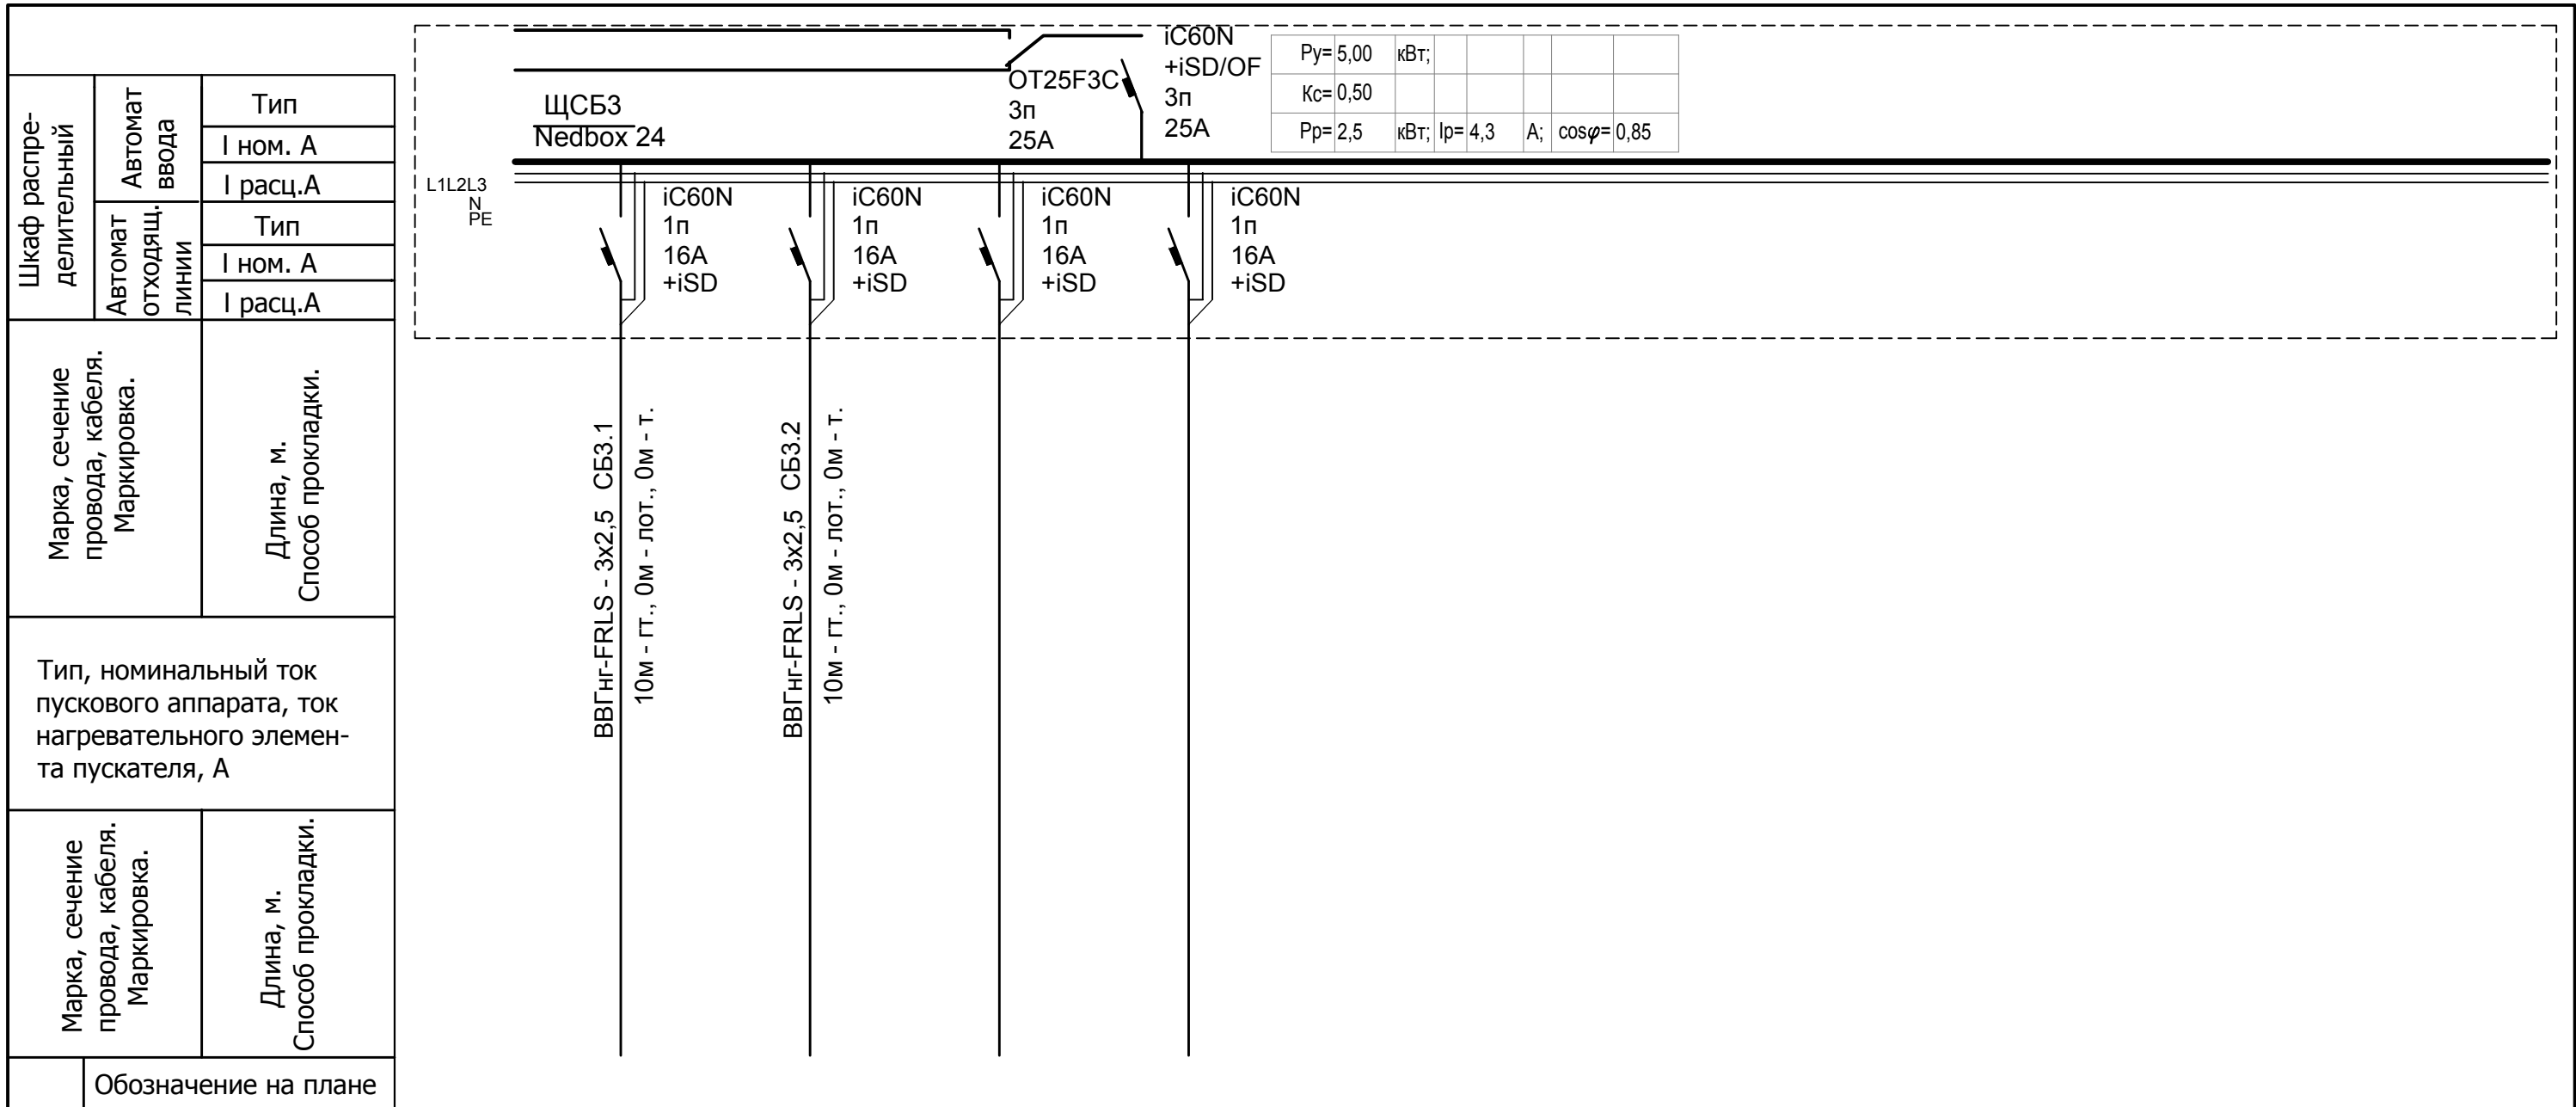 Шкаф распре-
делительный
Автомат
ввода
Тип
I ном. А
I расц.А
Автомат
отходящ.
линии
Тип
I ном. А
I расц.А
Марка, сечение
провода, кабеля.
Маркировка.
Длина, м.
Способ прокладки.
Тип, номинальный ток
пускового аппарата, ток
нагревательного элемен-
та пускателя, А
Марка, сечение
провода, кабеля.
Маркировка.
Длина, м.
Способ прокладки.
Обозначение на плане
ЩСБ3
Nedbox 24
OT25F3C
3п
25А
iC60N
+iSD/OF
3п
25А
Ру= 5,00 кВт;
Кс= 0,50
Рр= 2,5 кВт; Iр= 4,3 А; cosφ= 0,85
L1L2L3
N
PE
iC60N
1п
16А
+iSD
iC60N
1п
16А
+iSD
iC60N
1п
16А
+iSD
iC60N
1п
16А
+iSD
ВВГнг-FRLS - 3х2,5 СБ3.1
10м - гт., 0м - лот., 0м - т.
ВВГнг-FRLS - 3х2,5 СБ3.2
10м - гт., 0м - лот., 0м - т.